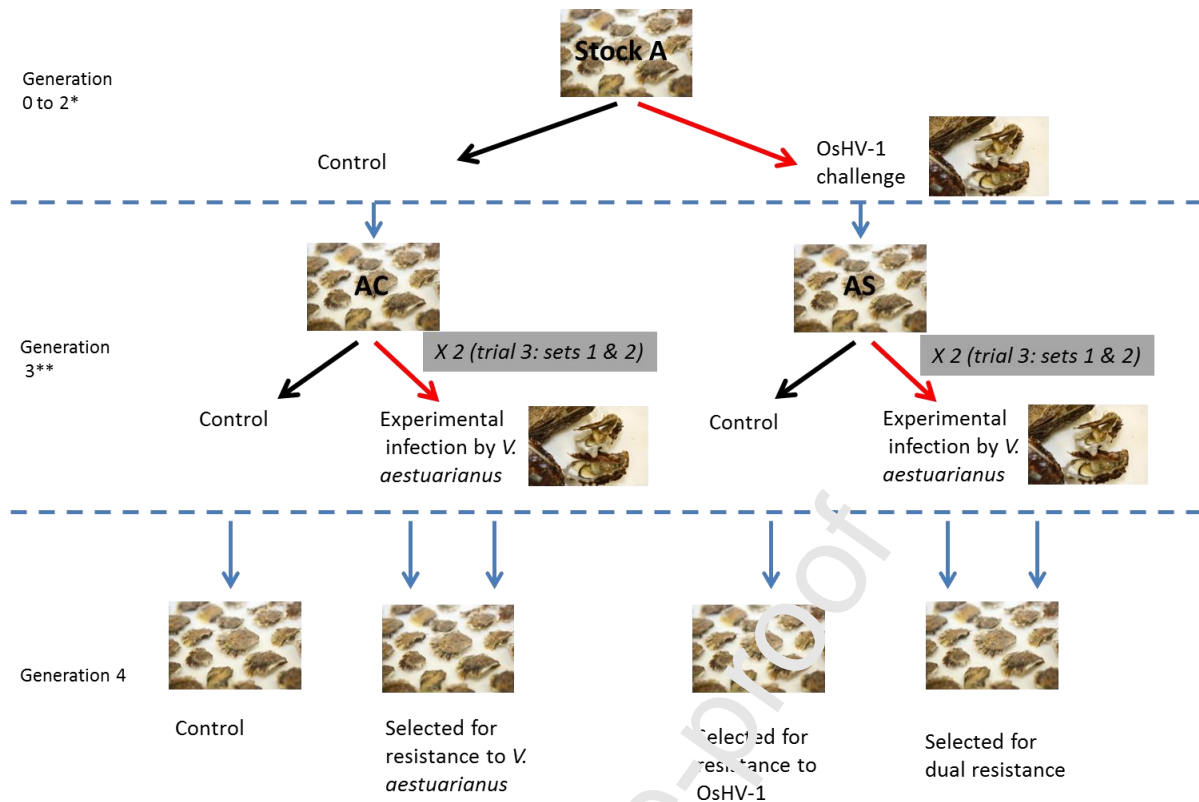 Stock A
Generation
0 to 2*
Control
OsHV-1
challenge
AC
AS
Generation
3**
X 2 (trial 3: sets 1 & 2)
X 2 (trial 3: sets 1 & 2)
Control
Experimental
infection by V.
aestuarianus
Control
Experimental
infection by V.
aestuarianus
Generation 4
Control
Selected for
resistance to V.
aestuarianus
Selected for
resistance to
OsHV-1
Selected for
dual resistance
-proof